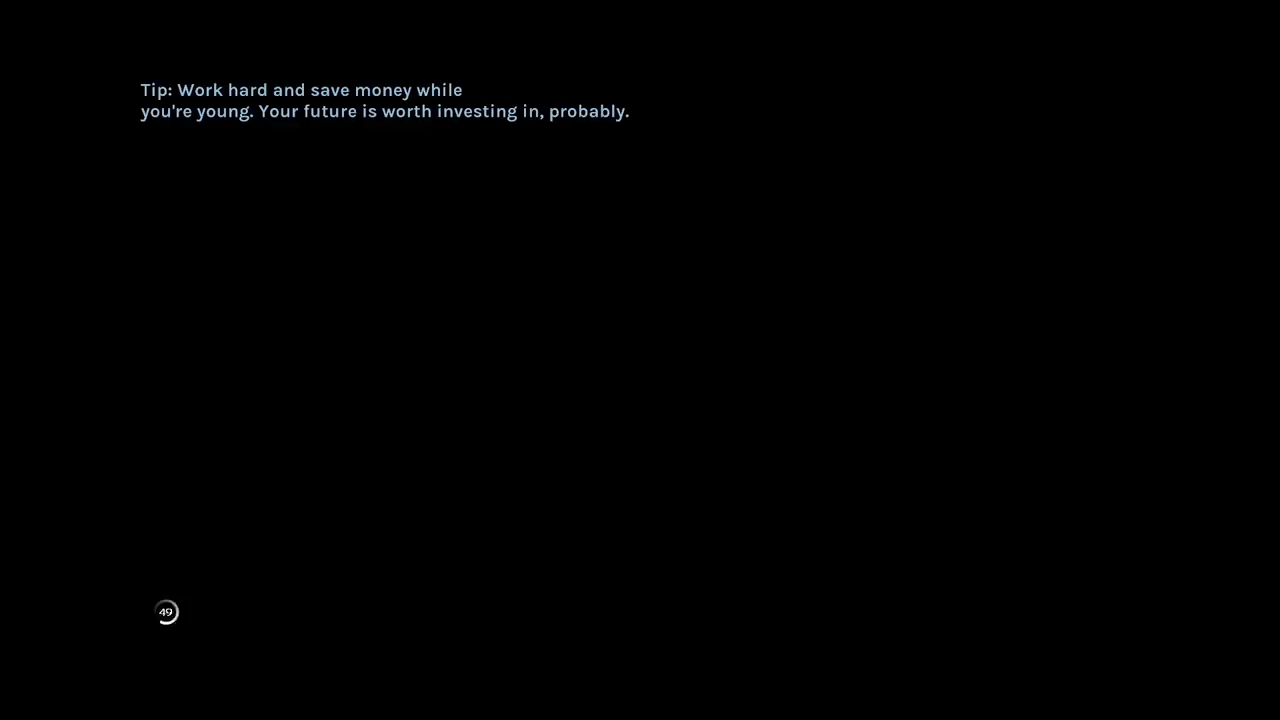 Tip: Work hard and save money while
you're young. Your future is worth investing in, probably.
49